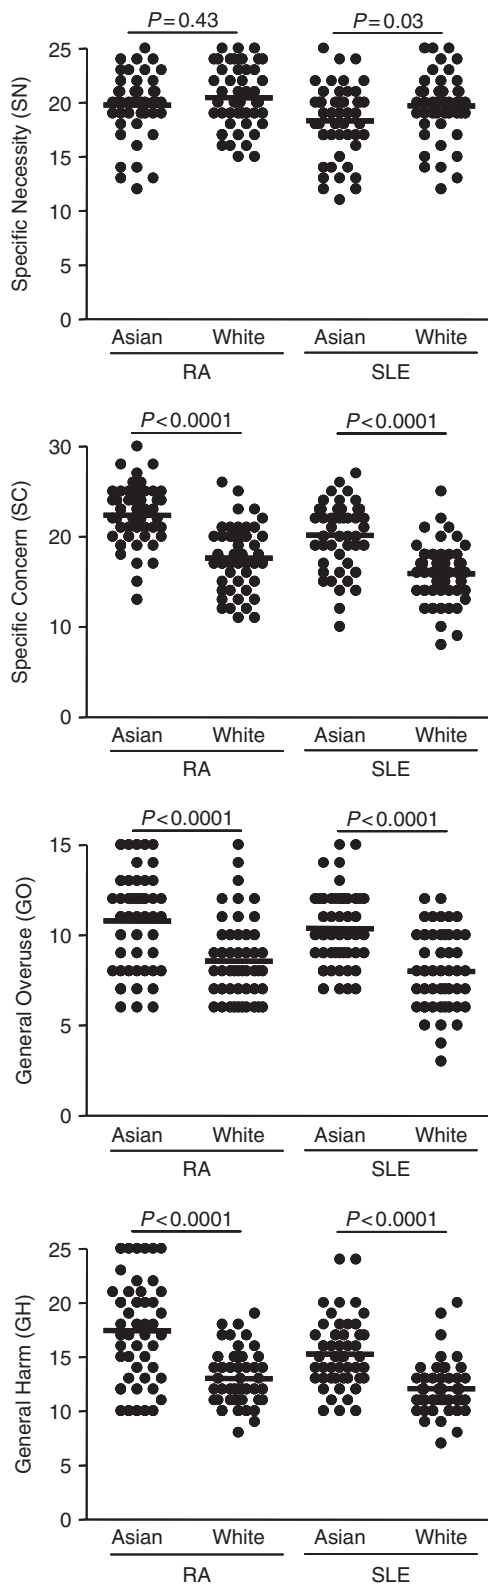 P=0.43 P=0.03
25
20
15
10
5
0
Specific Necessity (SN)
Asian White Asian White
RA SLE
P<0.0001 P<0.0001
30
20
10
0
Specific Concern (SC)
Asian White Asian White
RA SLE
P<0.0001 P<0.0001
15
10
5
0
General Overuse (GO)
Asian White Asian White
RA SLE
P<0.0001 P<0.0001
25
20
15
10
5
0
General Harm (GH)
Asian White Asian White
RA SLE